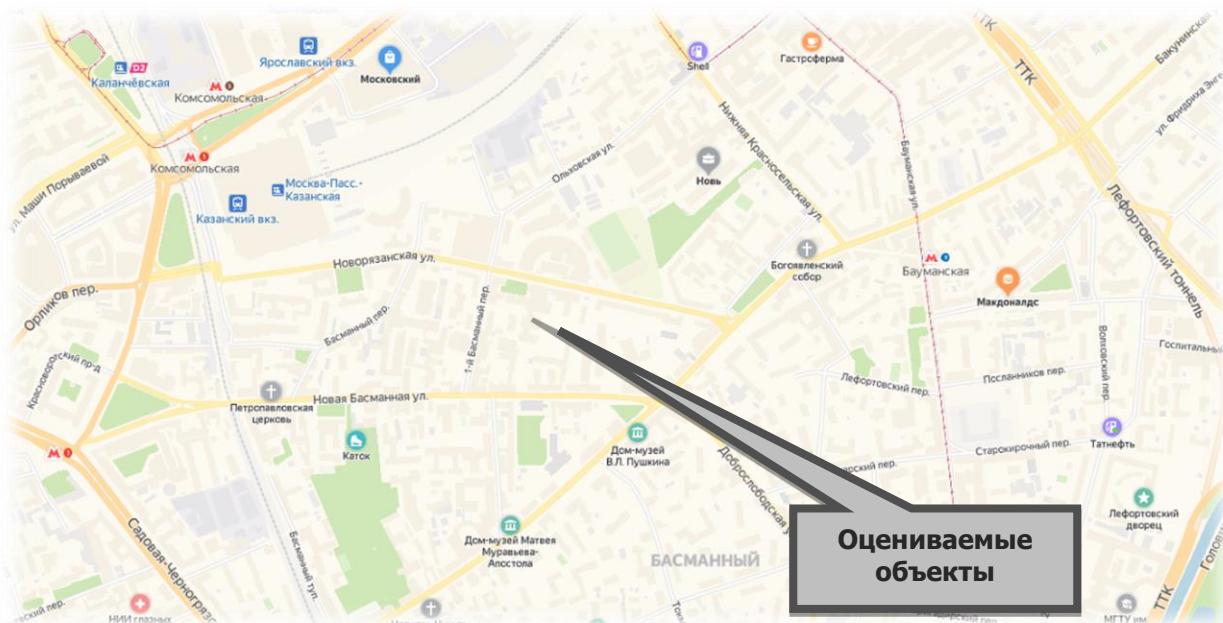 ТТК
Бакунинская
Ярославский вкз.
Московский
Shell
Гастроферма
D2
Каланчёвская
Комсомольская
ул. Фридриха Энге
ул. Маши Порываевой
Комсомольская
Москва-Пасс.-
Казанская
Казанский вкз.
Ольховская ул.
Новь
Нижняя Красносельская ул.
Бауманская ул.
ТТК
Лефортовский тоннель
Новорязанская ул.
Богоявленский
собор
Бауманская
Макдоналдс
Орликов пер.
Басманный пер.
1-й Басманный пер.
Волховский пер.
Госпитальный
Красноворотский пр-д
Лефортовский пер.
Посланников пер.
Петропавловская
церковь
Новая Басманная ул.
Каток
Дом-музей
В.Л. Пушкина
Старокирочный пер.
Татнефть
Доброслободская
Садовая-Черногряз
Басманный туп.
Дом-музей Матвея
Муравьева-
Апостола
БАСМАННЫЙ
Оцениваемые
объекты
Лефортовский
дворец
ТТК
НИИ глазных
МГТУ им.